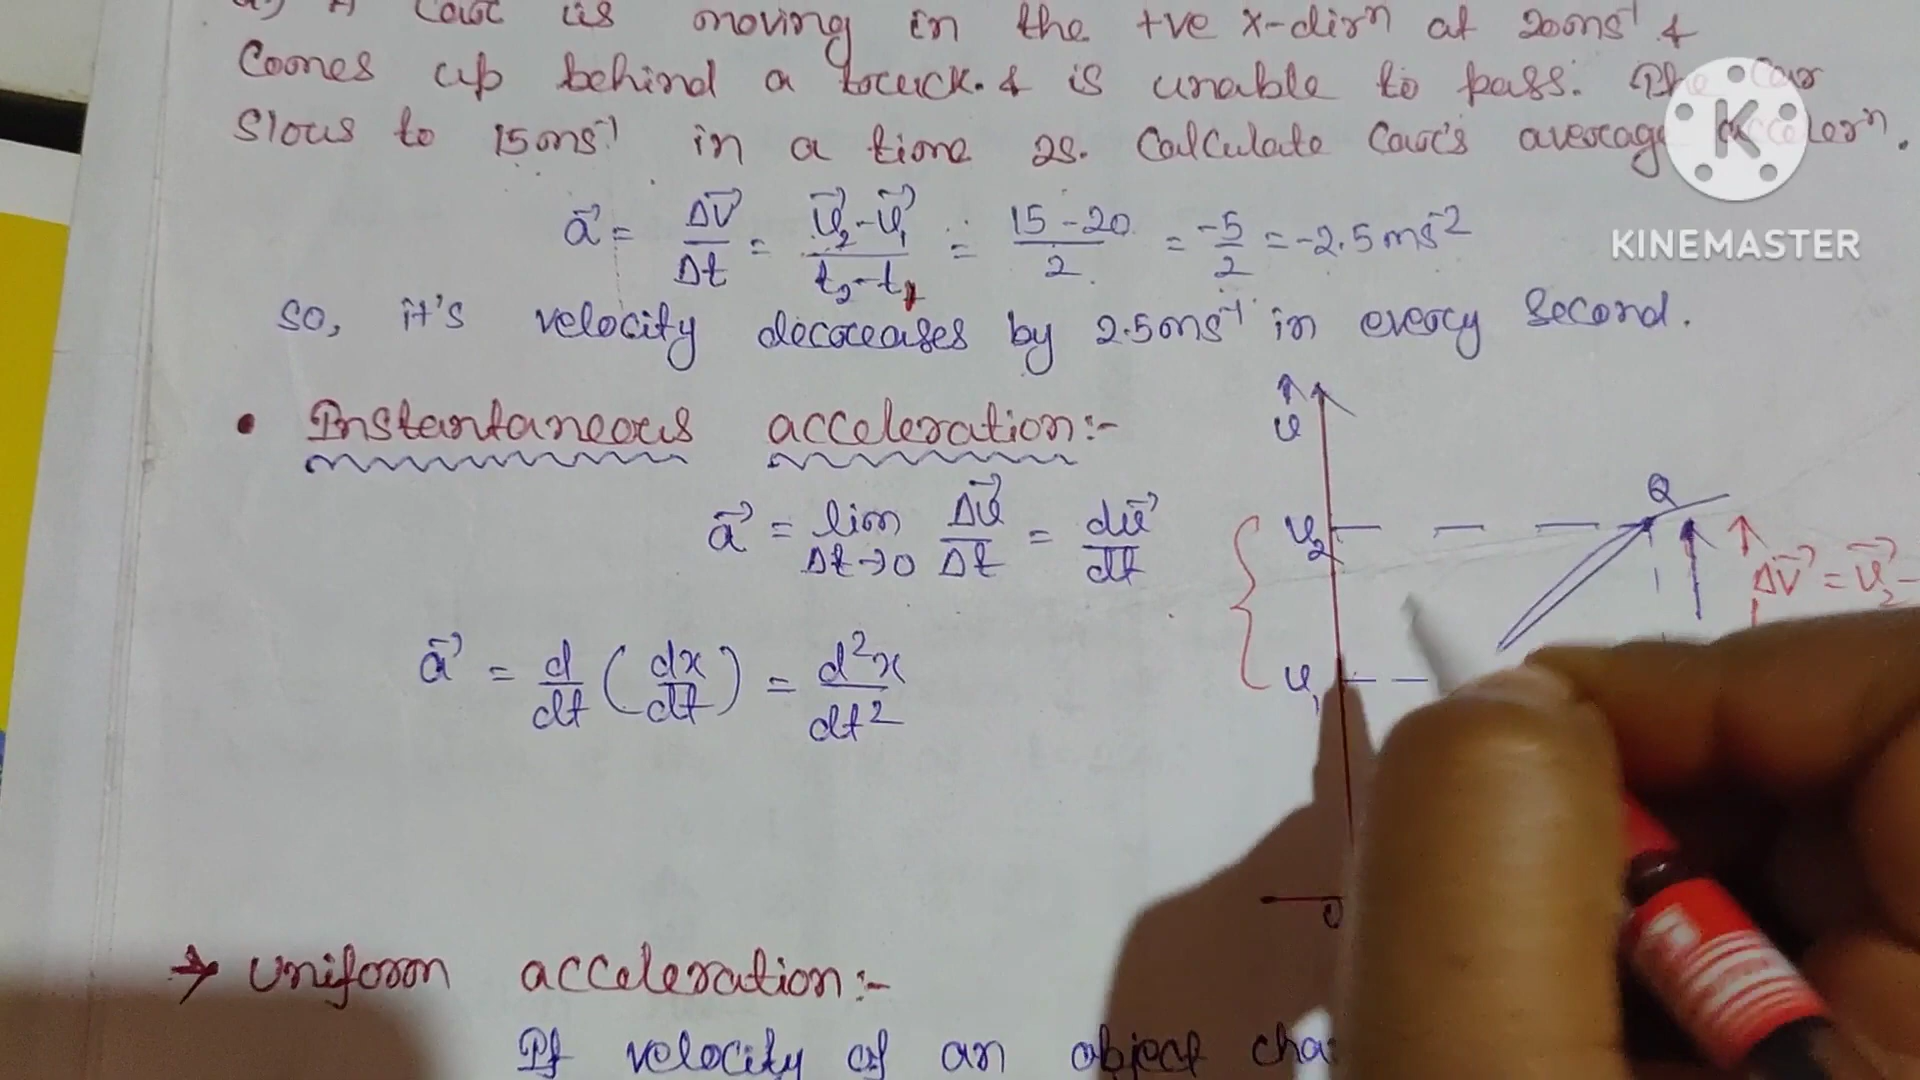 A Car is moving in the +ve x-dirn at 20ms⁻¹ &
Comes up behind a truck. & is unable to pass. The Car
Slows to 15ms⁻¹ in a time 2s. Calculate Car's average accelern.
a⃗ = Δv⃗/Δt = (v⃗₂ - v⃗₁)/(t₂ - t₁) = (15 - 20)/2 = -5/2 = -2.5 ms⁻²
So, it's velocity decreases by 2.5ms⁻¹ in every Second.
• Instantaneous acceleration:-
a⃗ = lim Δt→0 Δv⃗/Δt = dv⃗/dt
a⃗ = d/dt (dx/dt) = d²x/dt²
→ Uniform acceleration:-
If velocity of an object cha
v
Q
v₂
Δv⃗ = v⃗₂ -
v₁
O
K
KINEMASTER